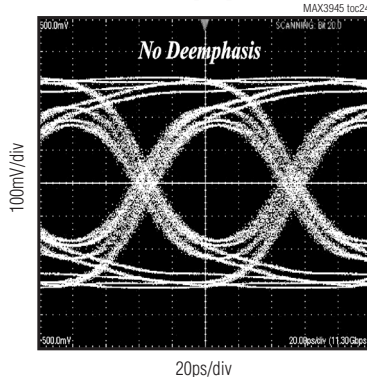 MAX3945 toc24
500.0mV
SCANNING: Bit 20.0
No Deemphasis
100mV/div
-500.0mV
20.00ps/div (11.30Gbps
20ps/div